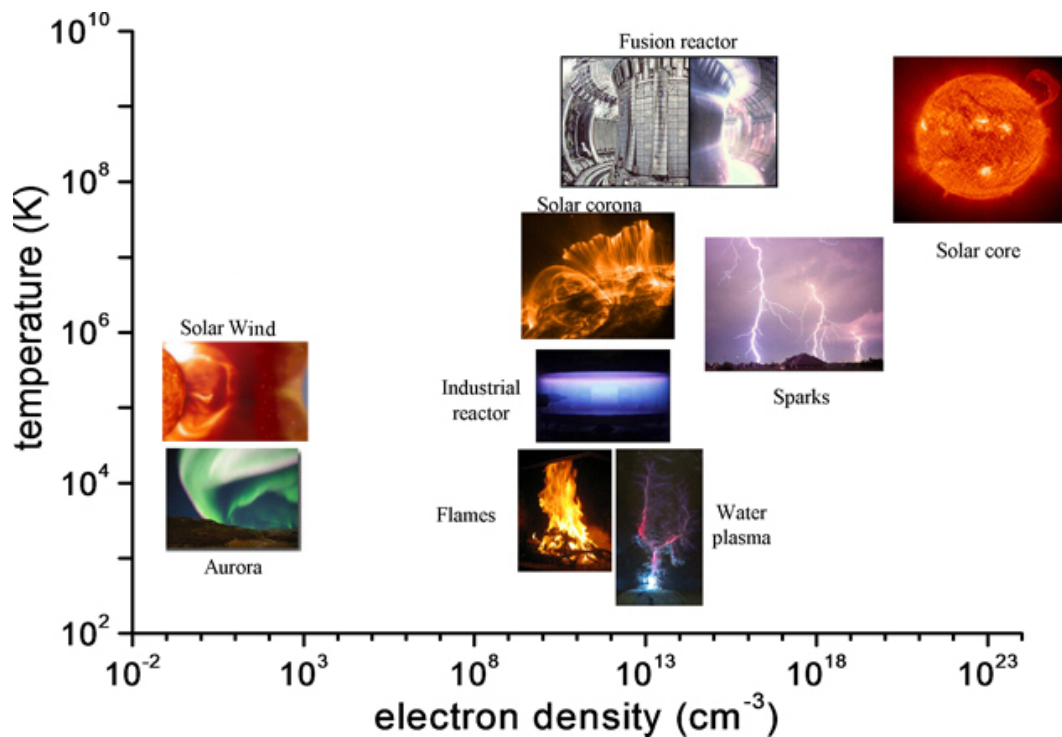 10^10
Fusion reactor
10^8
Solar corona
Solar core
temperature (K)
10^6
Solar Wind
Industrial
reactor
Sparks
10^4
Flames
Water
plasma
Aurora
10^2
10^-2
10^3
10^8
10^13
10^18
10^23
electron density (cm^-3)